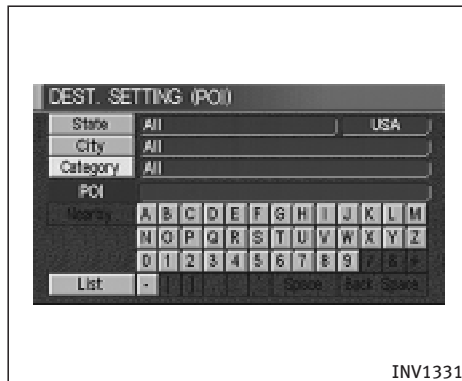 DEST. SETTING (POI)
State All USA
City All
Category All
POI
Nearby A B C D E F G H I J K L M
N O P Q R S T U V W X Y Z
0 1 2 3 4 5 6 7 8 9 / & +
List - Space Back Space
INV1331